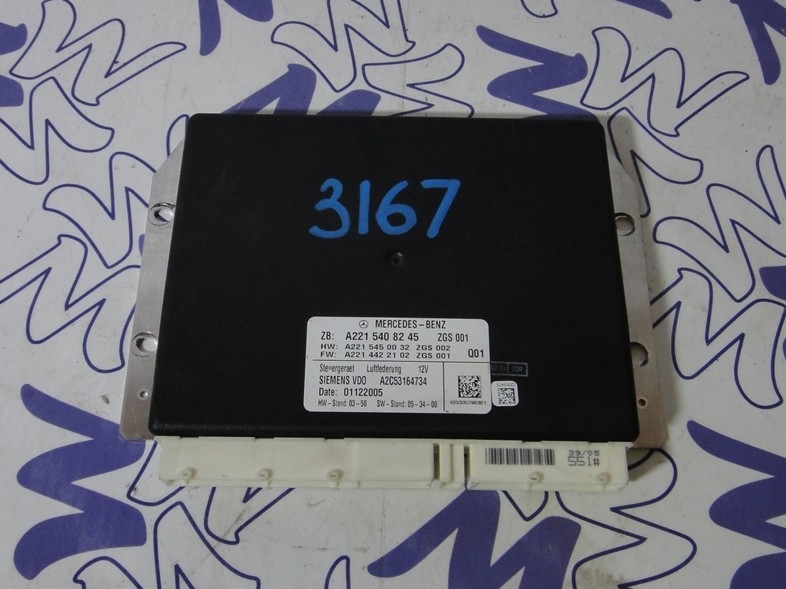 3167
MERCEDES-BENZ
ZB: A221 540 82 45 ZGS 001
HW: A221 545 00 32 ZGS 002
FW: A221 442 21 02 ZGS 001 Q01
Steuergeraet Luftfederung 12V
SIEMENS VDO A2C53164734
Date: 01122005
HW-Stand: 03-50 SW-Stand: 05-34-00
551#